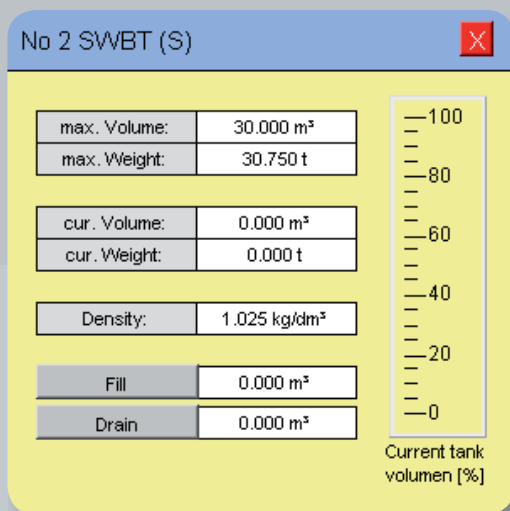 No 2 SWBT (S)
X
max. Volume: 30.000 m³
max. Weight: 30.750 t
cur. Volume: 0.000 m³
cur. Weight: 0.000 t
Density: 1.025 kg/dm³
Fill 0.000 m³
Drain 0.000 m³
100
80
60
40
20
0
Current tank
volumen [%]